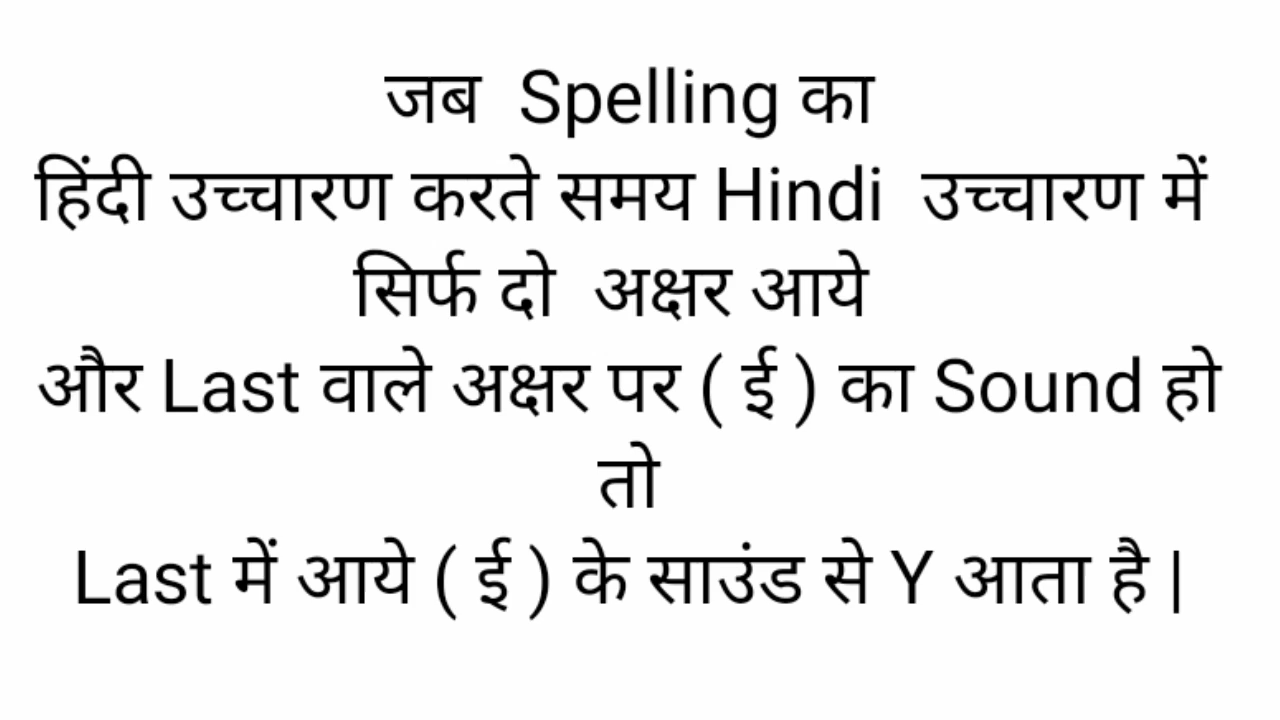 जब Spelling का
हिंदी उच्चारण करते समय Hindi उच्चारण में
सिर्फ दो अक्षर आये
और Last वाले अक्षर पर ( ई ) का Sound हो
तो
Last में आये ( ई ) के साउंड से Y आता है |